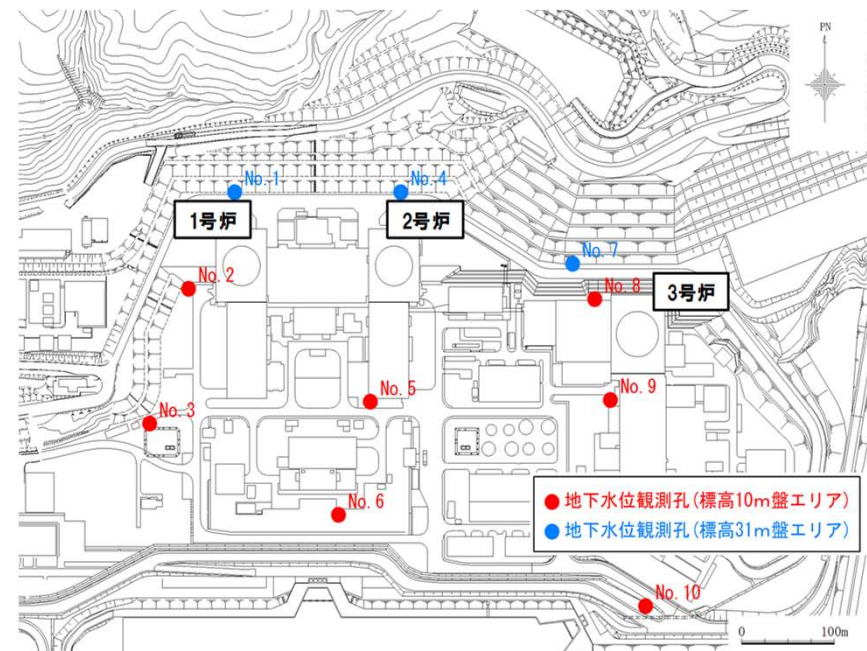 PN
No. 1
No. 4
1号炉
2号炉
No. 7
No. 2
No. 8
3号炉
No. 5
No. 9
No. 3
地下水位観測孔(標高10m盤エリア)
No. 6
地下水位観測孔(標高31m盤エリア)
No. 10
0
100m